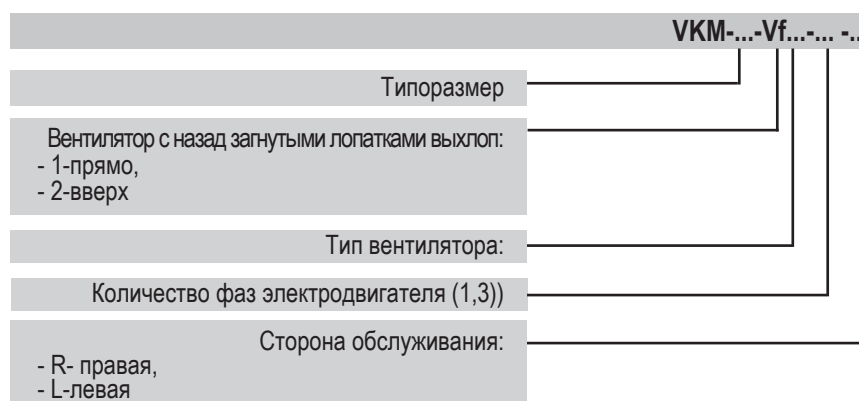 VKM-...-Vf...-... -..
Типоразмер
Вентилятор с назад загнутыми лопатками выхлоп:
- 1-прямо,
- 2-вверх
Тип вентилятора:
Количество фаз электродвигателя (1,3))
Сторона обслуживания:
- R- правая,
- L-левая